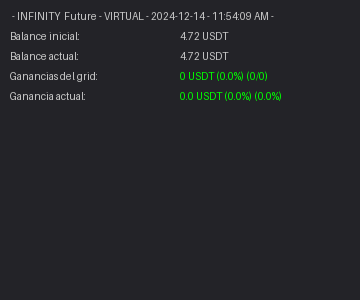 - INFINITY Future - VIRTUAL - 2024-12-14 - 11:54:09 AM -
Balance inicial: 4.72 USDT
Balance actual: 4.72 USDT
Ganancias del grid: 0 USDT (0.0%) (0/0)
Ganancia actual: 0.0 USDT (0.0%) (0.0%)